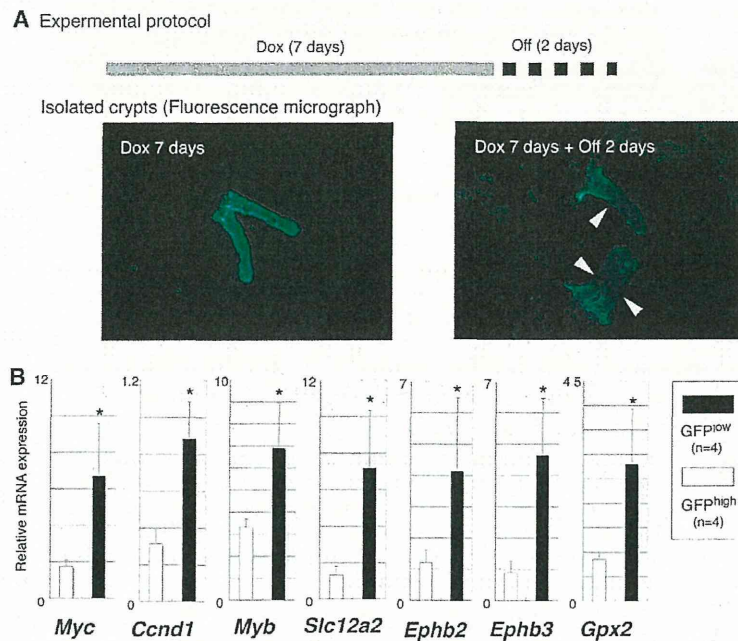 A Expermental protocol
Dox (7 days)
Off (2 days)
Isolated crypts (Fluorescence micrograph)
Dox 7 days
Dox 7 days + Off 2 days
B
Relative mRNA expression
12
0
*
Myc
1.2
0
*
Ccnd1
10
0
*
Myb
12
0
*
Slc12a2
7
0
*
Ephb2
7
0
*
Ephb3
4 5
0
*
Gpx2
GFPlow
(n=4)
GFPhigh
(n=4)